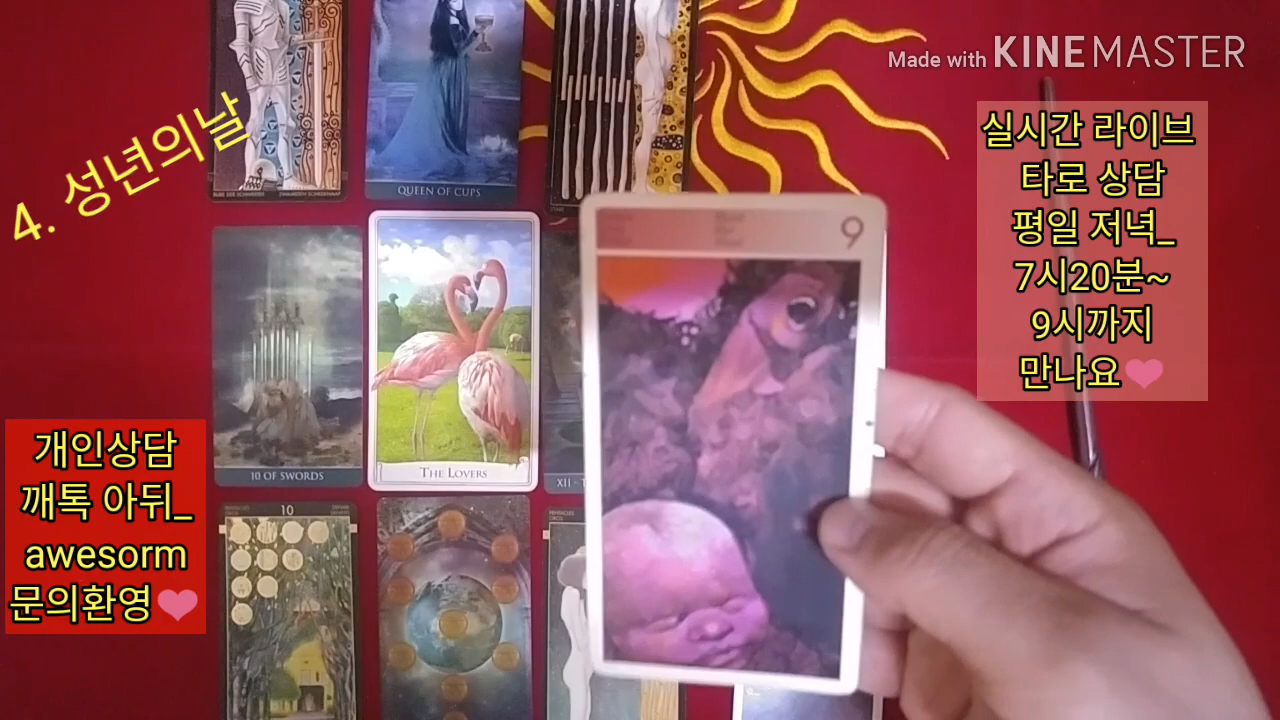 Made with KINEMASTER
4. 성년의날
실시간 라이브
타로 상담
평일 저녁_
7시20분~
9시까지
만나요
QUEEN OF CUPS
9
10 OF SWORDS
THE LOVERS
XII - T
개인상담
깨톡 아뒤_
awesorm
문의환영
10